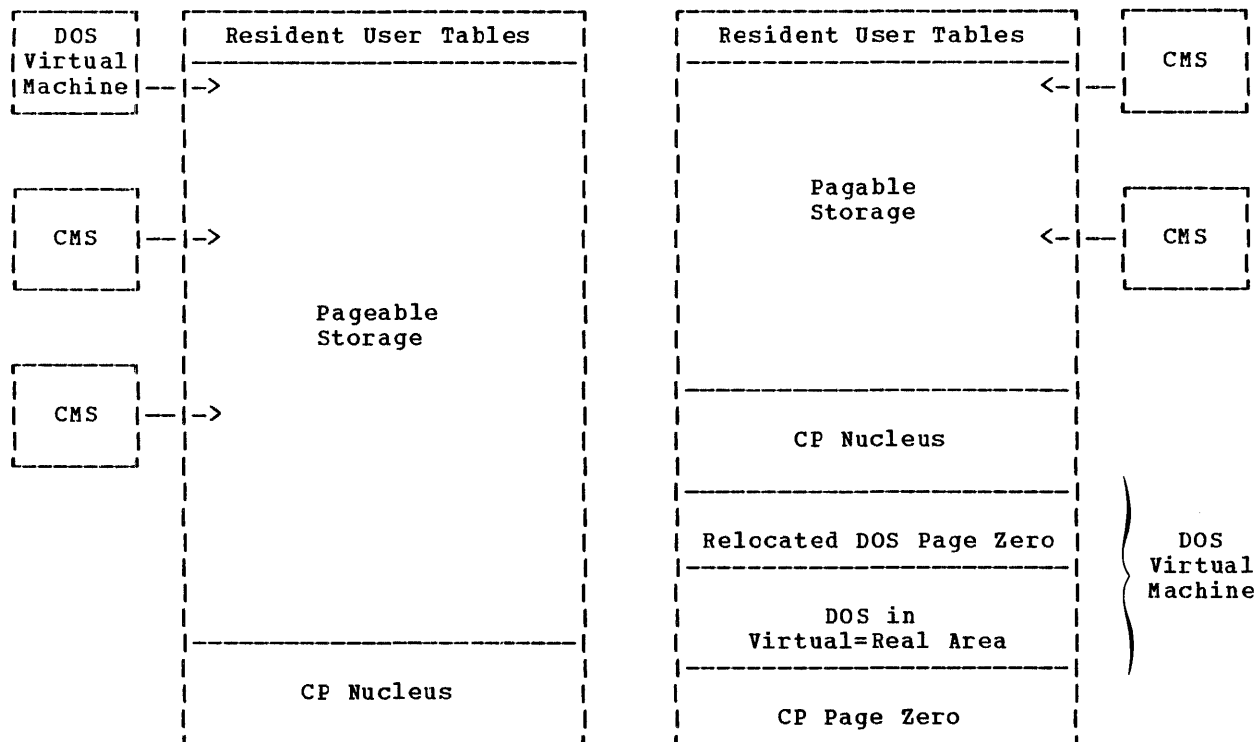 DOS
Virtual
Machine
Resident User Tables
CMS
Pageable
Storage
CMS
CP Nucleus
Resident User Tables
CMS
Pagable
Storage
CMS
CP Nucleus
Relocated DOS Page Zero
DOS in
Virtual=Real Area
CP Page Zero
DOS
Virtual
Machine